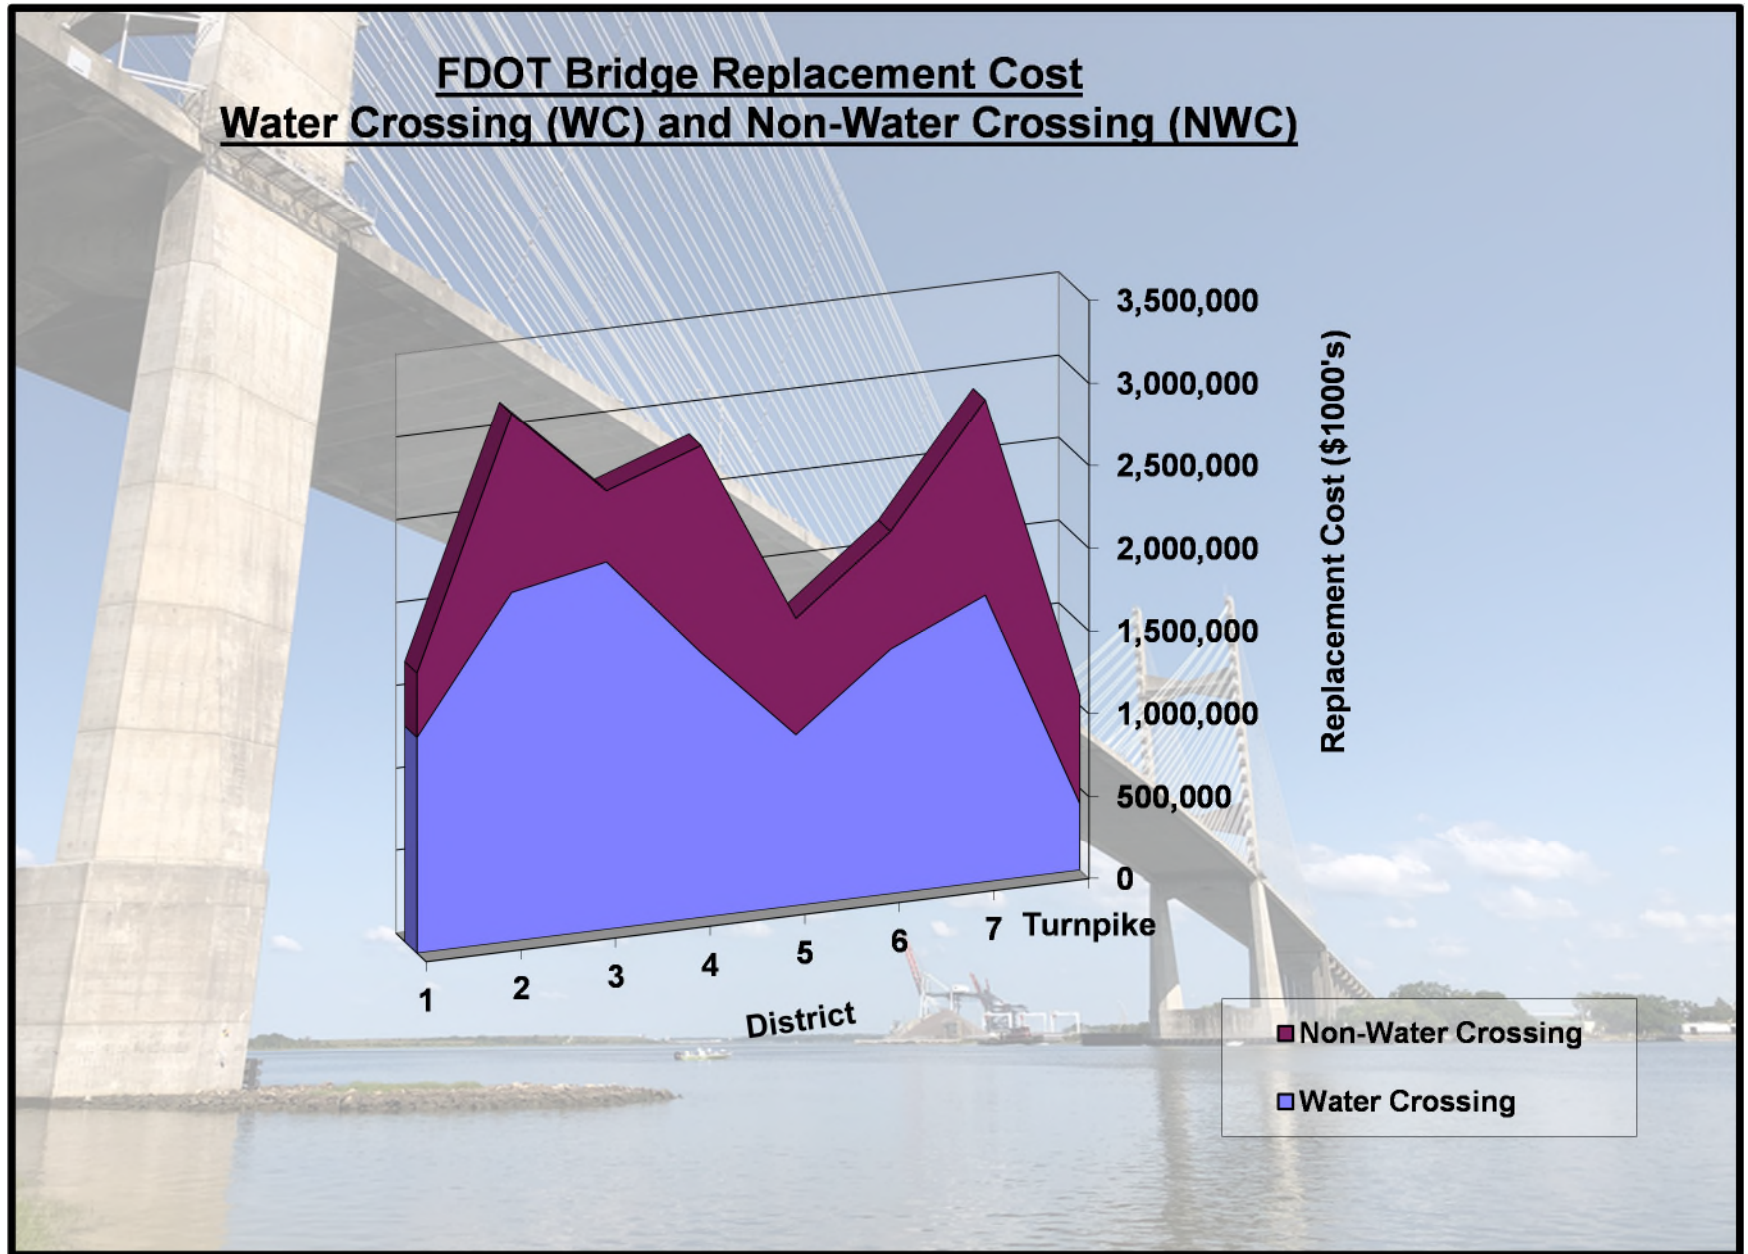 FDOT Bridge Replacement Cost
Water Crossing (WC) and Non-Water Crossing (NWC)
3,500,000
3,000,000
2,500,000
2,000,000
1,500,000
1,000,000
500,000
0
Replacement Cost ($1000's)
1
2
3
4
5
6
7
Turnpike
District
Non-Water Crossing
Water Crossing